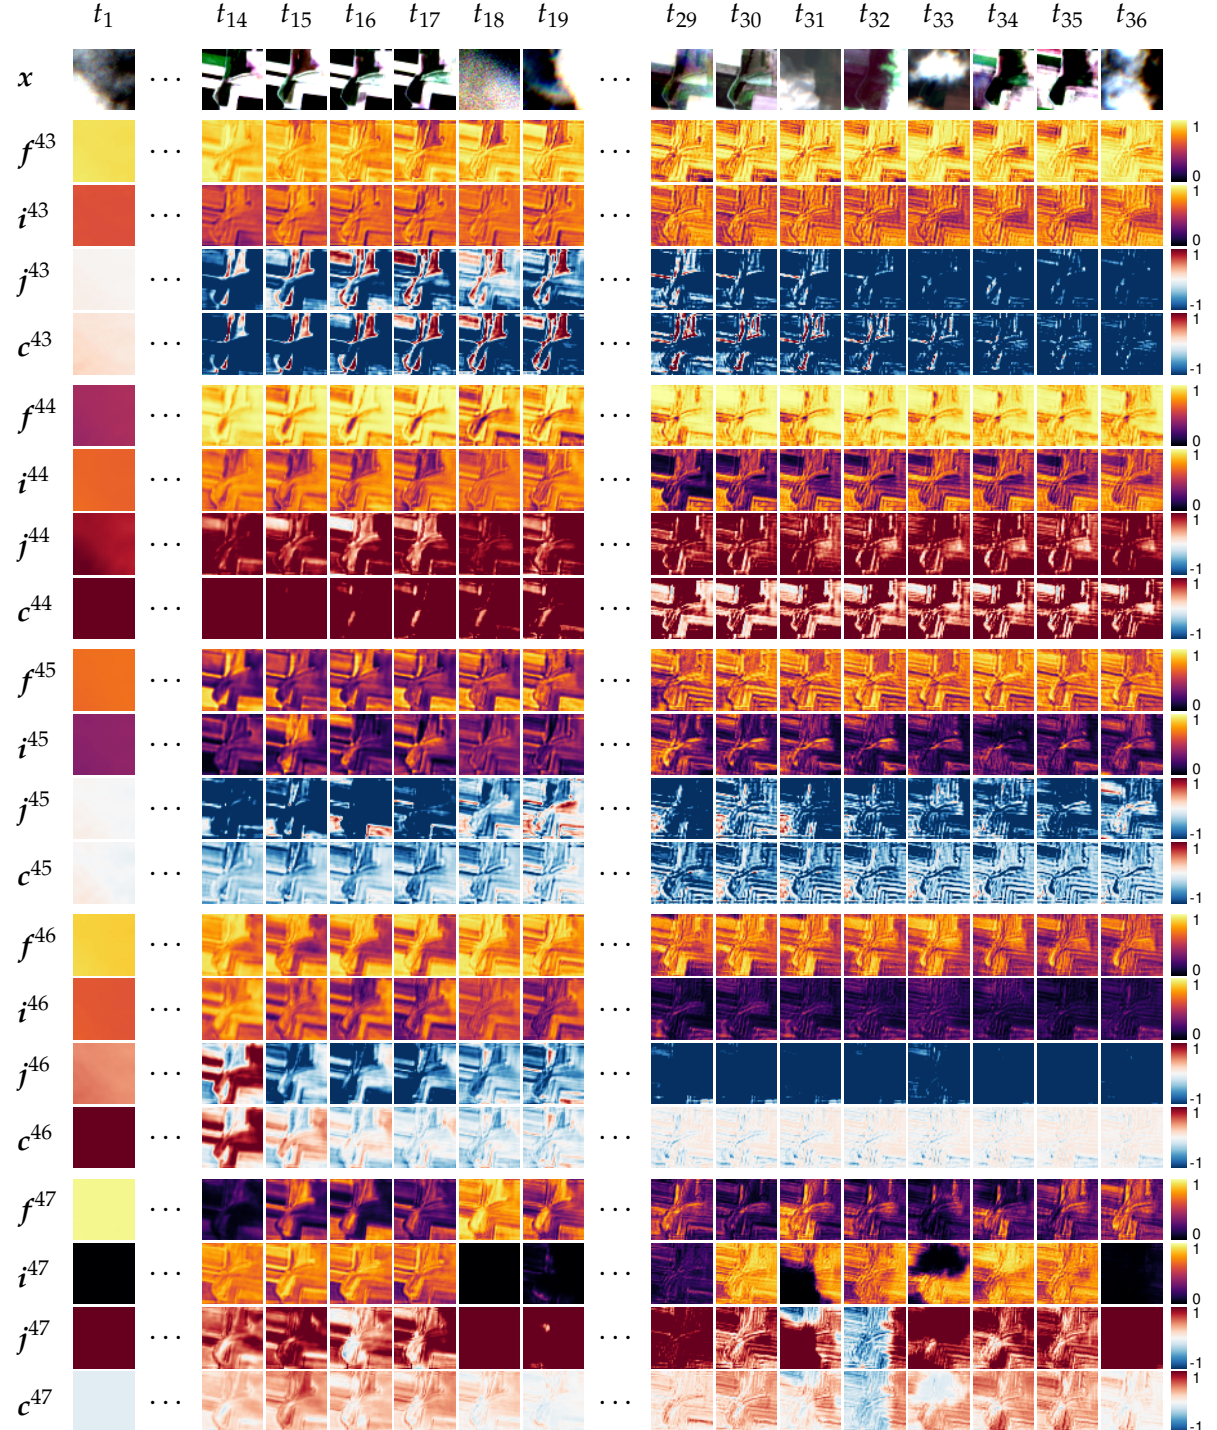 t1 t14 t15 t16 t17 t18 t19 t29 t30 t31 t32 t33 t34 t35 t36
x ... ...
f43 ... ... 1 0
i43 ... ... 1 0
j43 ... ... 1 -1
c43 ... ... 1 -1
f44 ... ... 1 0
i44 ... ... 1 0
j44 ... ... 1 -1
c44 ... ... 1 -1
f45 ... ... 1 0
i45 ... ... 1 0
j45 ... ... 1 -1
c45 ... ... 1 -1
f46 ... ... 1 0
i46 ... ... 1 0
j46 ... ... 1 -1
c46 ... ... 1 -1
f47 ... ... 1 0
i47 ... ... 1 0
j47 ... ... 1 -1
c47 ... ... 1 -1